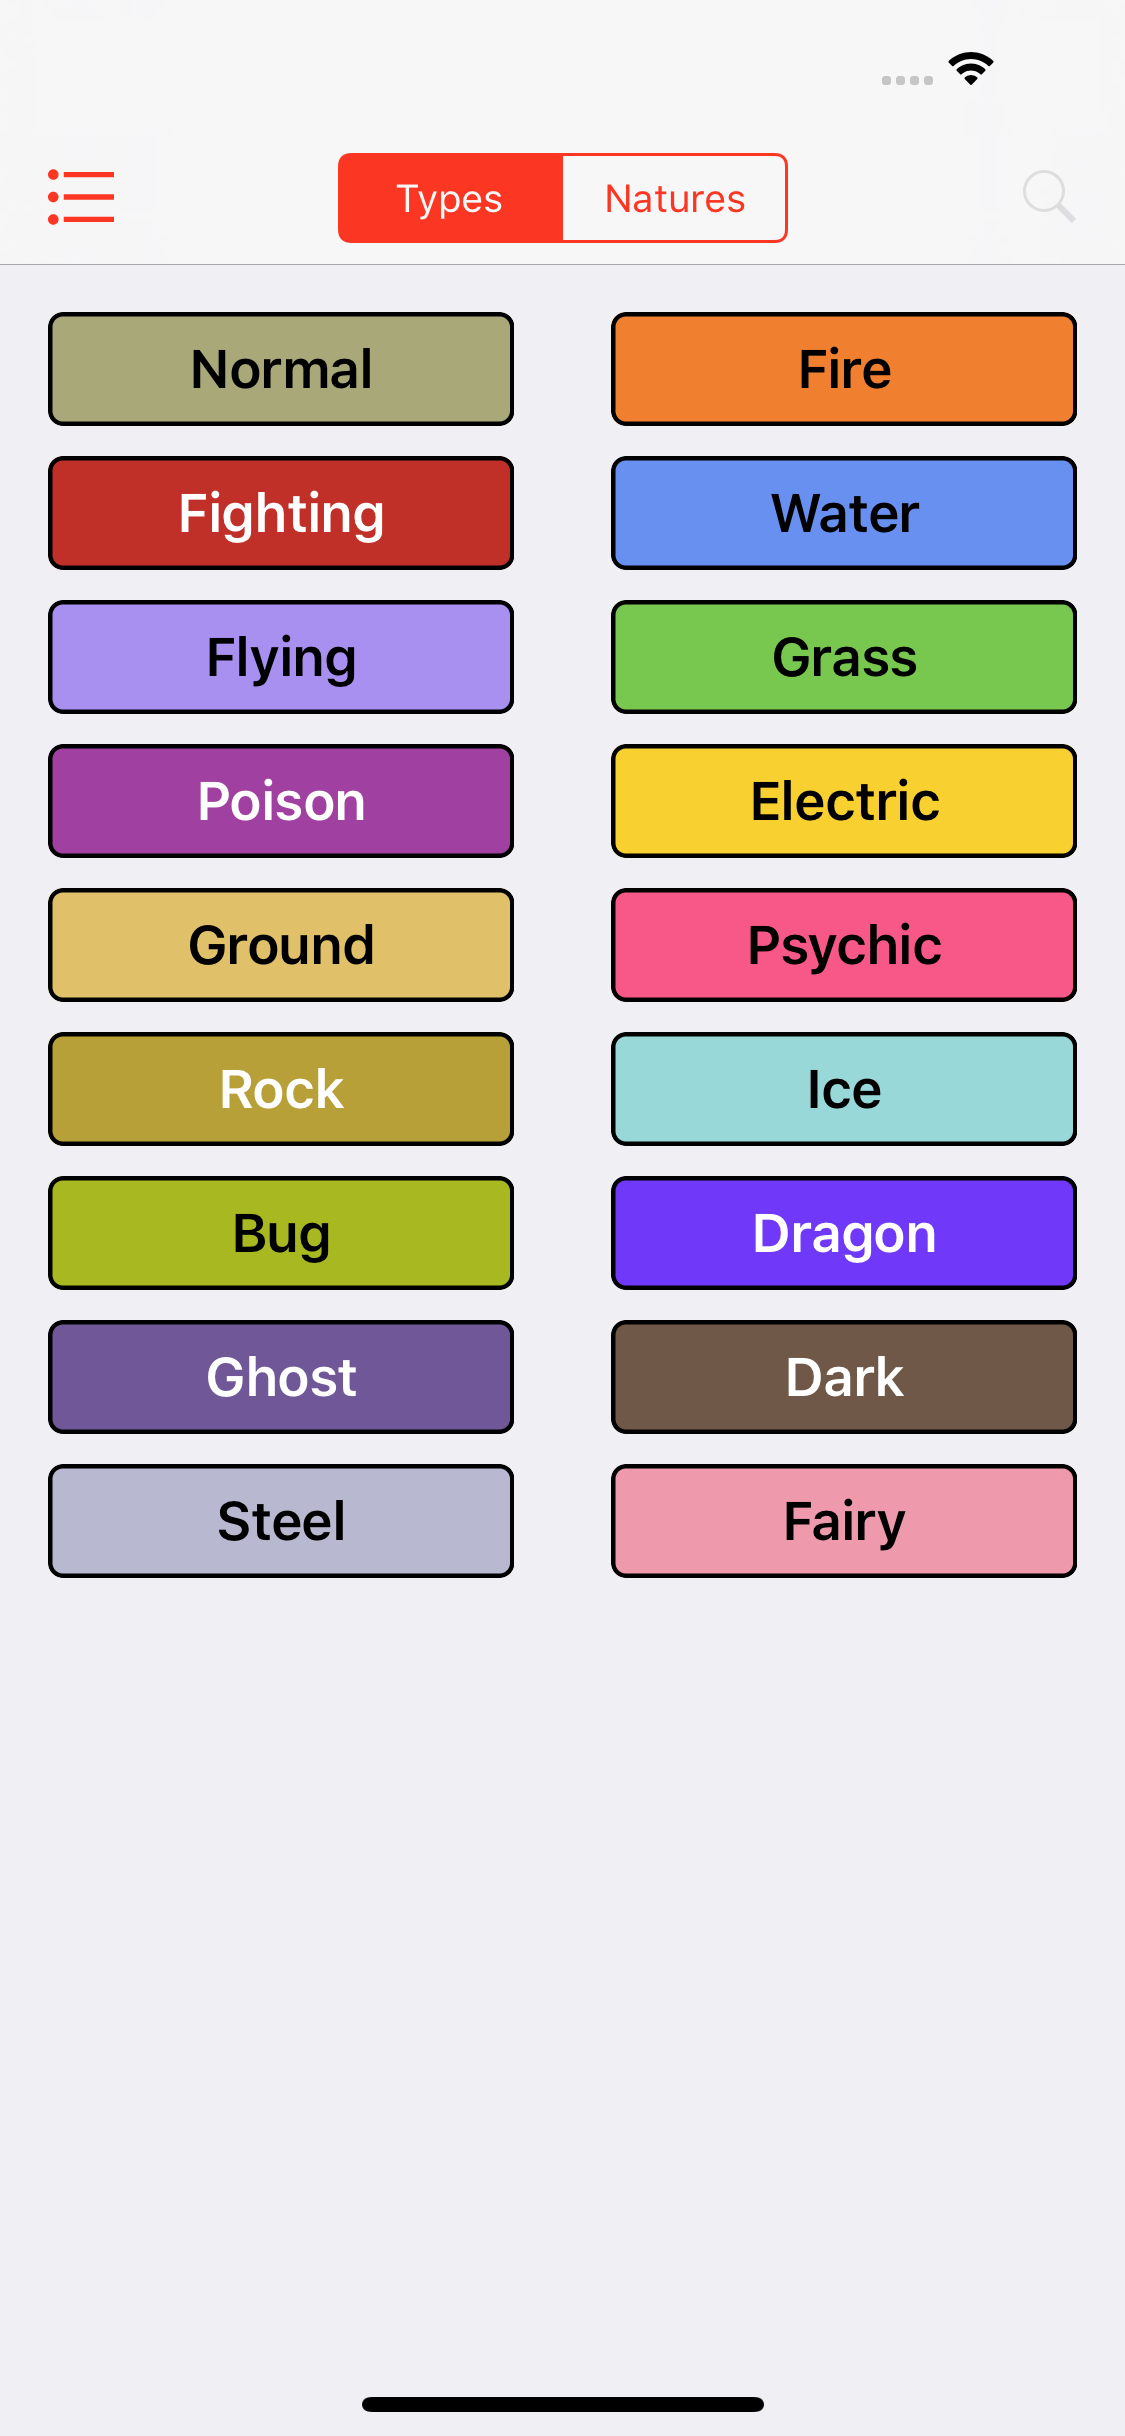 Types Natures
Normal Fire
Fighting Water
Flying Grass
Poison Electric
Ground Psychic
Rock Ice
Bug Dragon
Ghost Dark
Steel Fairy